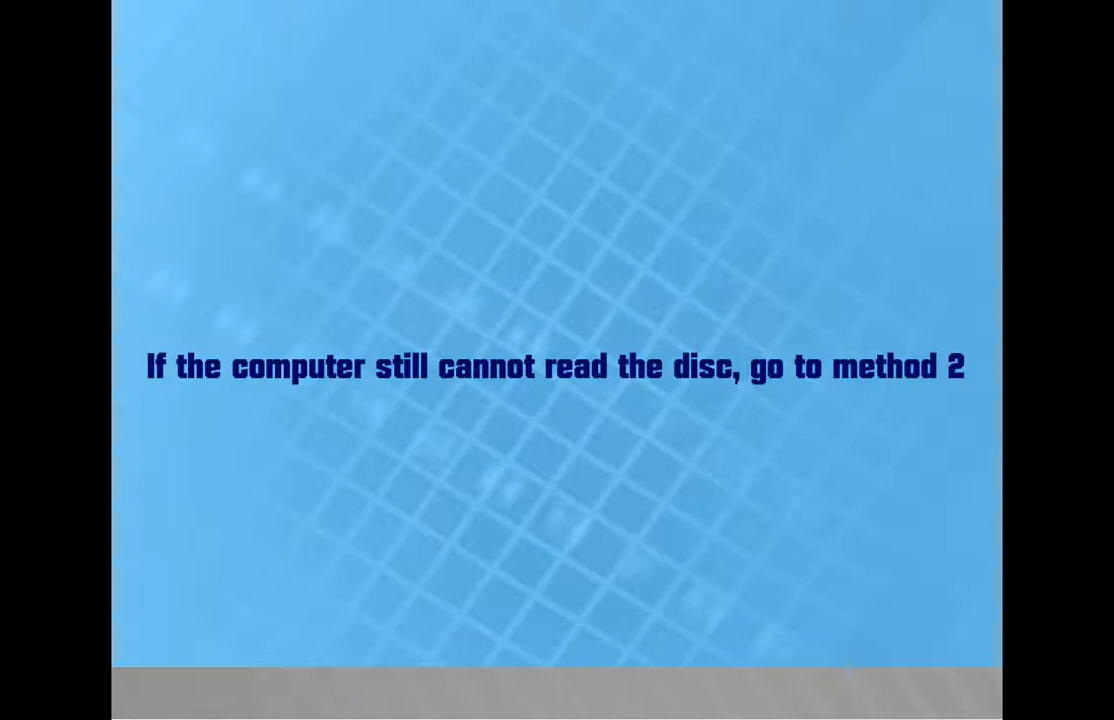 If the computer still cannot read the disc, go to method 2